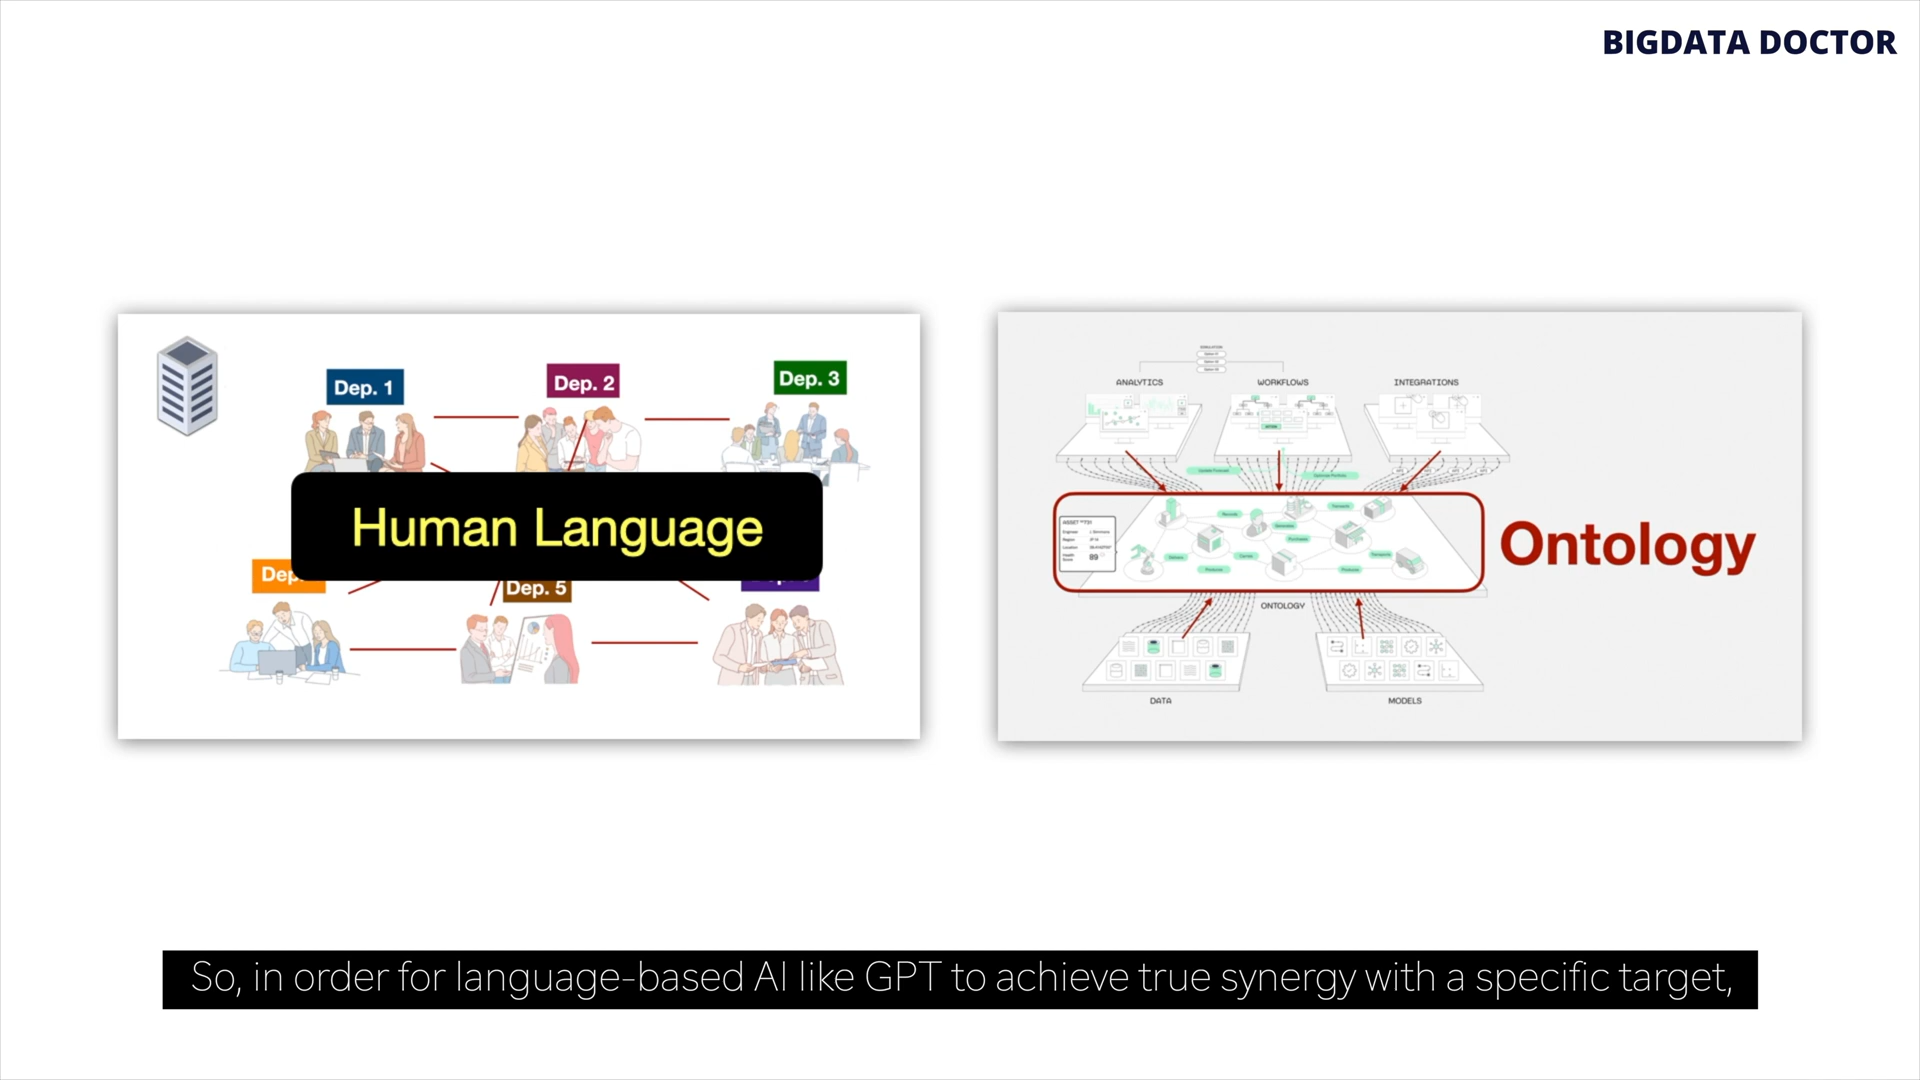 BIGDATA DOCTOR
Dep. 1
Dep. 2
Dep. 3
Human Language
Dep.
Dep. 5
ANALYTICS
WORKFLOWS
INTEGRATIONS
Ontology
ONTOLOGY
DATA
MODELS
So, in order for language-based AI like GPT to achieve true synergy with a specific target,